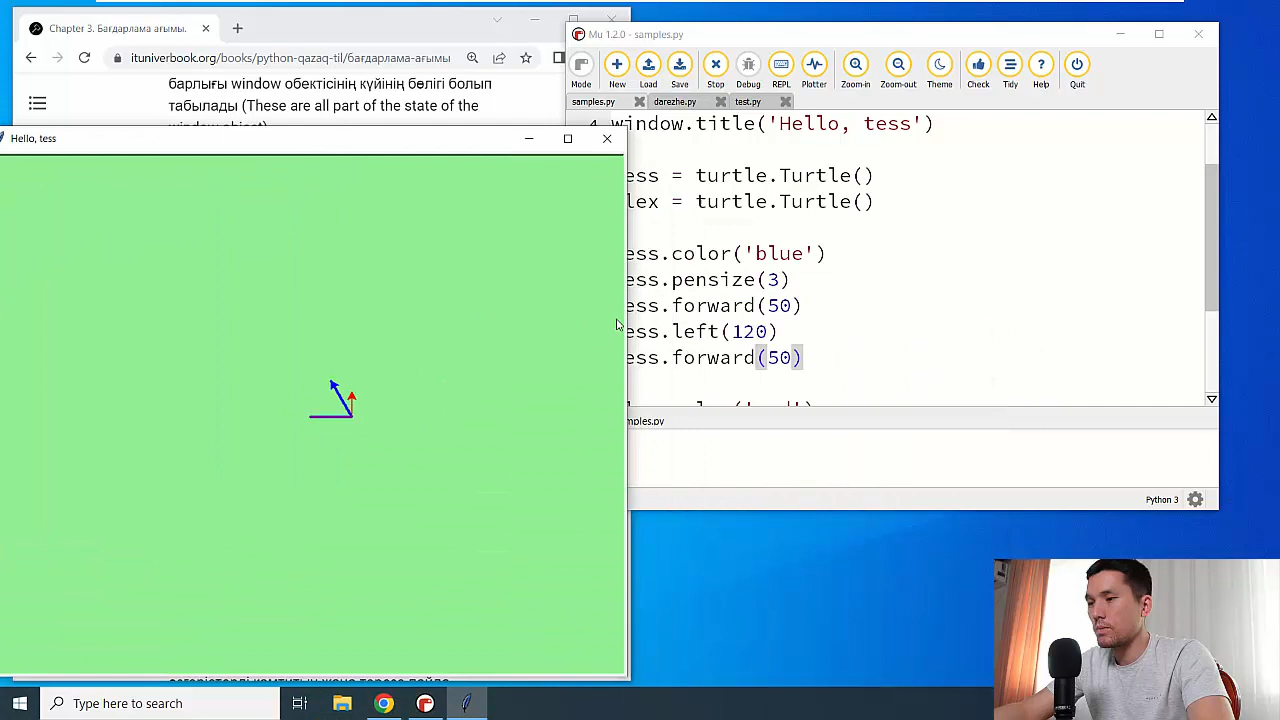 Chapter 3. Бағдарлама ағымы.
ituniverbook.org/books/python-qazaq-til/бағдарлама-ағымы
барлығы window обектісің күйінің бөлігі болып
табылады (These are all part of the state of the
Hello, tess
Mu 1.2.0 - samples.py
Mode New Load Save Stop Debug REPL Plotter Zoom-in Zoom-out Theme Check Tidy Help Quit
samples.py darezhe.py test.py
window.title('Hello, tess')
ess = turtle.Turtle()
lex = turtle.Turtle()
ess.color('blue')
ess.pensize(3)
ess.forward(50)
ess.left(120)
ess.forward(50)
mples.py
Python 3
Type here to search